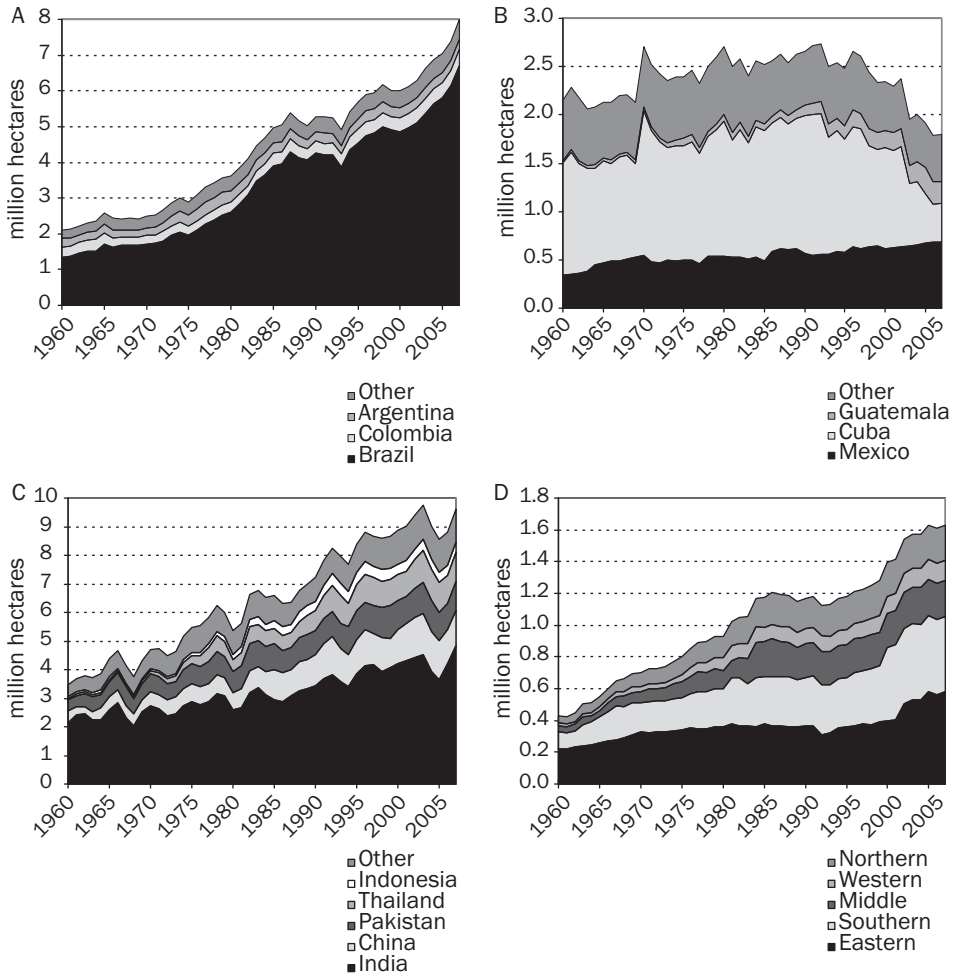 A
million hectares
8
7
6
5
4
3
2
1
0
1960
1965
1970
1975
1980
1985
1990
1995
2000
2005
Other
Argentina
Colombia
Brazil
B
million hectares
3.0
2.5
2.0
1.5
1.0
0.5
0.0
1960
1965
1970
1975
1980
1985
1990
1995
2000
2005
Other
Guatemala
Cuba
Mexico
C
million hectares
10
9
8
7
6
5
4
3
2
1
0
1960
1965
1970
1975
1980
1985
1990
1995
2000
2005
Other
Indonesia
Thailand
Pakistan
China
India
D
million hectares
1.8
1.6
1.4
1.2
1.0
0.8
0.6
0.4
0.2
0.0
1960
1965
1970
1975
1980
1985
1990
1995
2000
2005
Northern
Western
Middle
Southern
Eastern